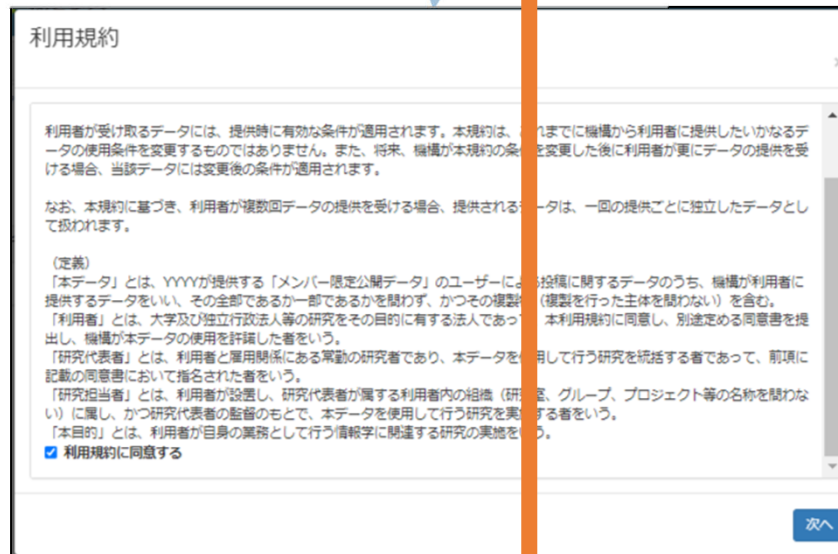 利用規約
利用者が受け取るデータには、提供時に有効な条件が適用されます。本規約は、これまでに機構から利用者に提供したいかなるデ
ータの使用条件を変更するものではありません。また、将来、機構が本規約の条件を変更した後に利用者が更にデータの提供を受
ける場合、当該データには変更後の条件が適用されます。
なお、本規約に基づき、利用者が複数回データの提供を受ける場合、提供されるデータは、一回の提供ごとに独立したデータとし
て扱われます。
（定義）
「本データ」とは、YYYYが提供する「メンバー限定公開データ」のユーザーによる投稿に関するデータのうち、機構が利用者に
提供するデータをいい、その全部であるか一部であるかを問わず、かつその複製物（複製を行った主体を問わない）を含む。
「利用者」とは、大学及び独立行政法人等の研究をその目的に有する法人であって、本利用規約に同意し、別途定める同意書を提
出し、機構が本データの使用を許諾した者をいう。
「研究代表者」とは、利用者と雇用関係にある常勤の研究者であり、本データを使用して行う研究を統括する者であって、前項に
記載の同意書において指名された者をいう。
「研究担当者」とは、利用者が設置し、研究代表者が属する利用者内の組織（研究室、グループ、プロジェクト等の名称を問わな
い）に属し、かつ研究代表者の監督のもとで、本データを使用して行う研究を実施する者をいう。
「本目的」とは、利用者が自身の業務として行う情報学に関連する研究の実施をいう。
利用規約に同意する
次へ